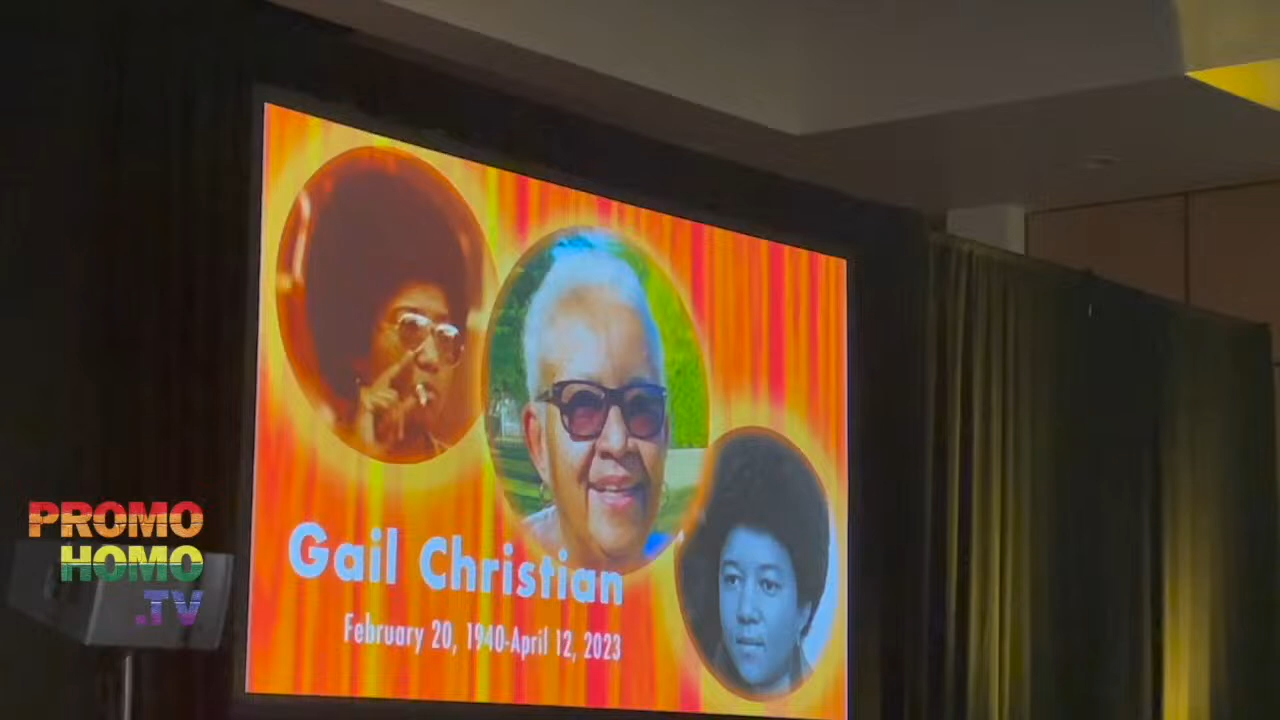 Gail Christian
February 20, 1940-April 12, 2023
PROMO
HOMO
.TV